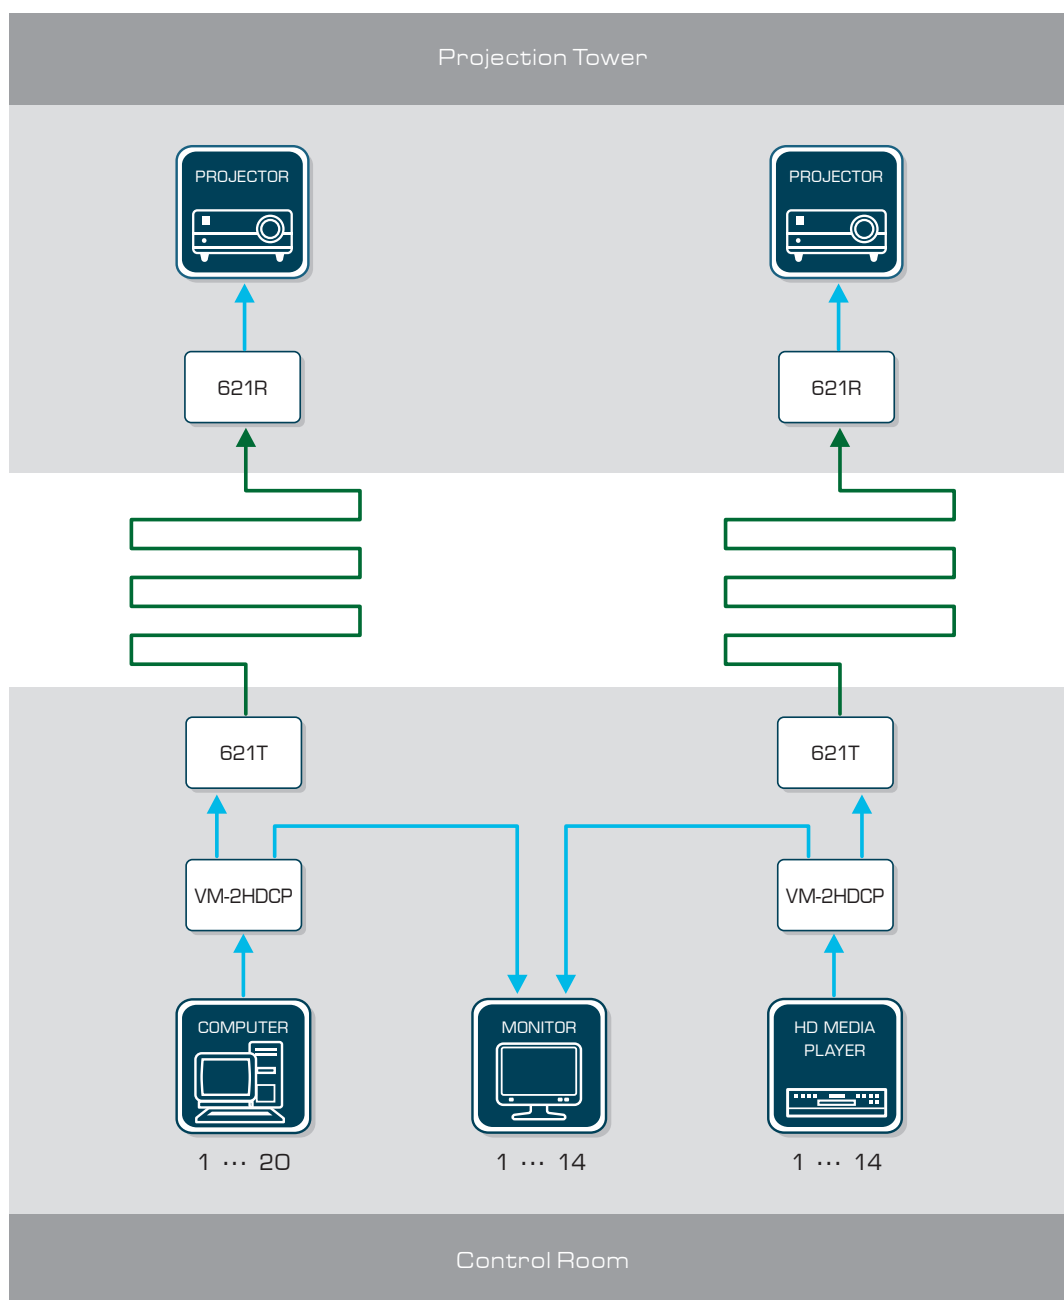 Projection Tower
PROJECTOR
PROJECTOR
621R
621R
621T
621T
VM-2HDCP
VM-2HDCP
COMPUTER
MONITOR
HD MEDIA
PLAYER
1 ... 20
1 ... 14
1 ... 14
Control Room